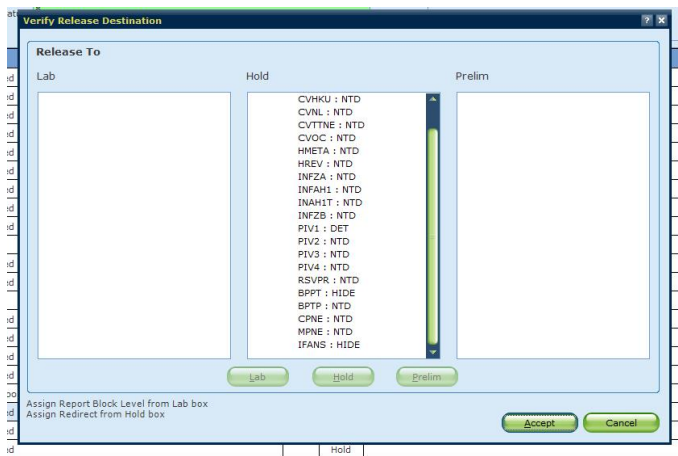 Verify Release Destination
Release To
Lab
Hold
Prelim
CVHKU : NTD
CVNL : NTD
CVTTNE : NTD
CVOC : NTD
HMETA : NTD
HREV : NTD
INFZA : NTD
INFAH1 : NTD
INAH1T : NTD
INFZB : NTD
PIV1 : DET
PIV2 : NTD
PIV3 : NTD
PIV4 : NTD
RSVPR : NTD
BPPT : HIDE
BPTP : NTD
CPNE : NTD
MPNE : NTD
IFANS : HIDE
Lab
Hold
Prelim
Assign Report Block Level from Lab box
Assign Redirect from Hold box
Accept
Cancel
Hold